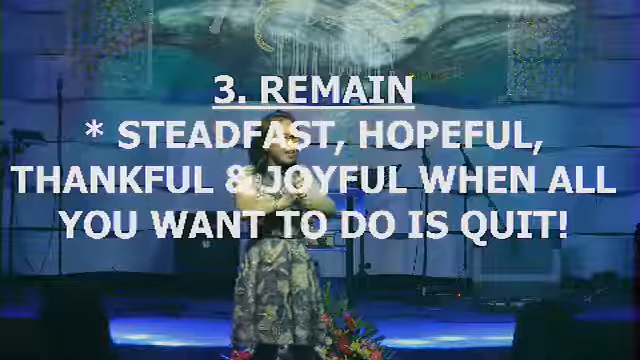 3. REMAIN
* STEADFAST, HOPEFUL,
THANKFUL & JOYFUL WHEN ALL
YOU WANT TO DO IS QUIT!